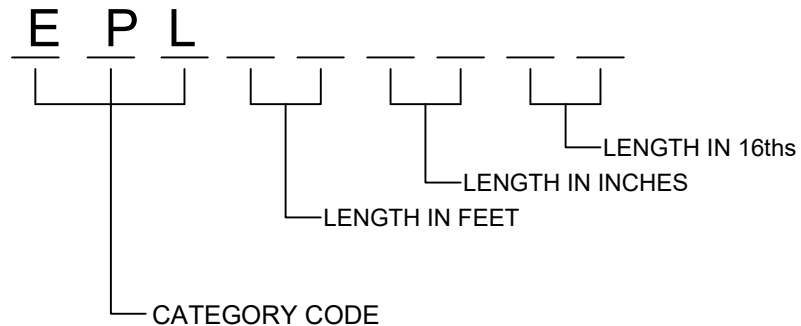 E P L
LENGTH IN 16ths
LENGTH IN INCHES
LENGTH IN FEET
CATEGORY CODE